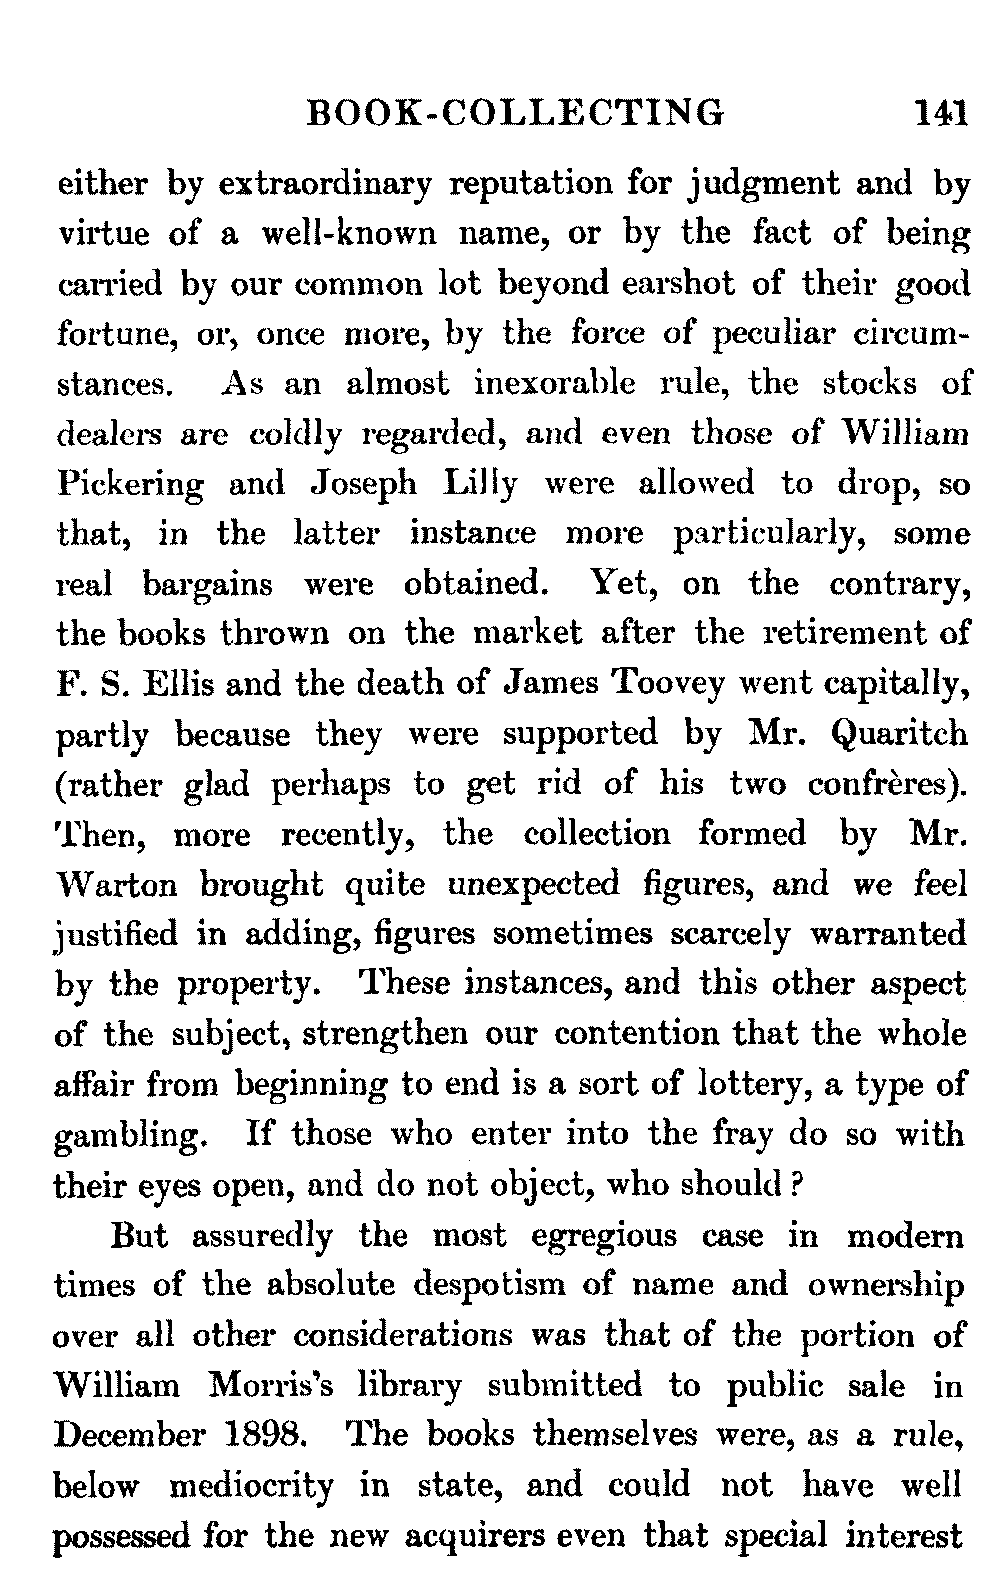 BOOK-COLLECTING 141
either by extraordinary reputation for judgment and by
virtue of a well-known name, or by the fact of being
carried by our common lot beyond earshot of their good
fortune, or, once more, by the force of peculiar circum-
stances. As an almost inexorable rule, the stocks of
dealers are coldly regarded, and even those of William
Pickering and Joseph Lilly were allowed to drop, so
that, in the latter instance more particularly, some
real bargains were obtained. Yet, on the contrary,
the books thrown on the market after the retirement of
F. S. Ellis and the death of James Toovey went capitally,
partly because they were supported by Mr. Quaritch
(rather glad perhaps to get rid of his two confrères).
Then, more recently, the collection formed by Mr.
Warton brought quite unexpected figures, and we feel
justified in adding, figures sometimes scarcely warranted
by the property. These instances, and this other aspect
of the subject, strengthen our contention that the whole
affair from beginning to end is a sort of lottery, a type of
gambling. If those who enter into the fray do so with
their eyes open, and do not object, who should?
But assuredly the most egregious case in modern
times of the absolute despotism of name and ownership
over all other considerations was that of the portion of
William Morris's library submitted to public sale in
December 1898. The books themselves were, as a rule,
below mediocrity in state, and could not have well
possessed for the new acquirers even that special interest